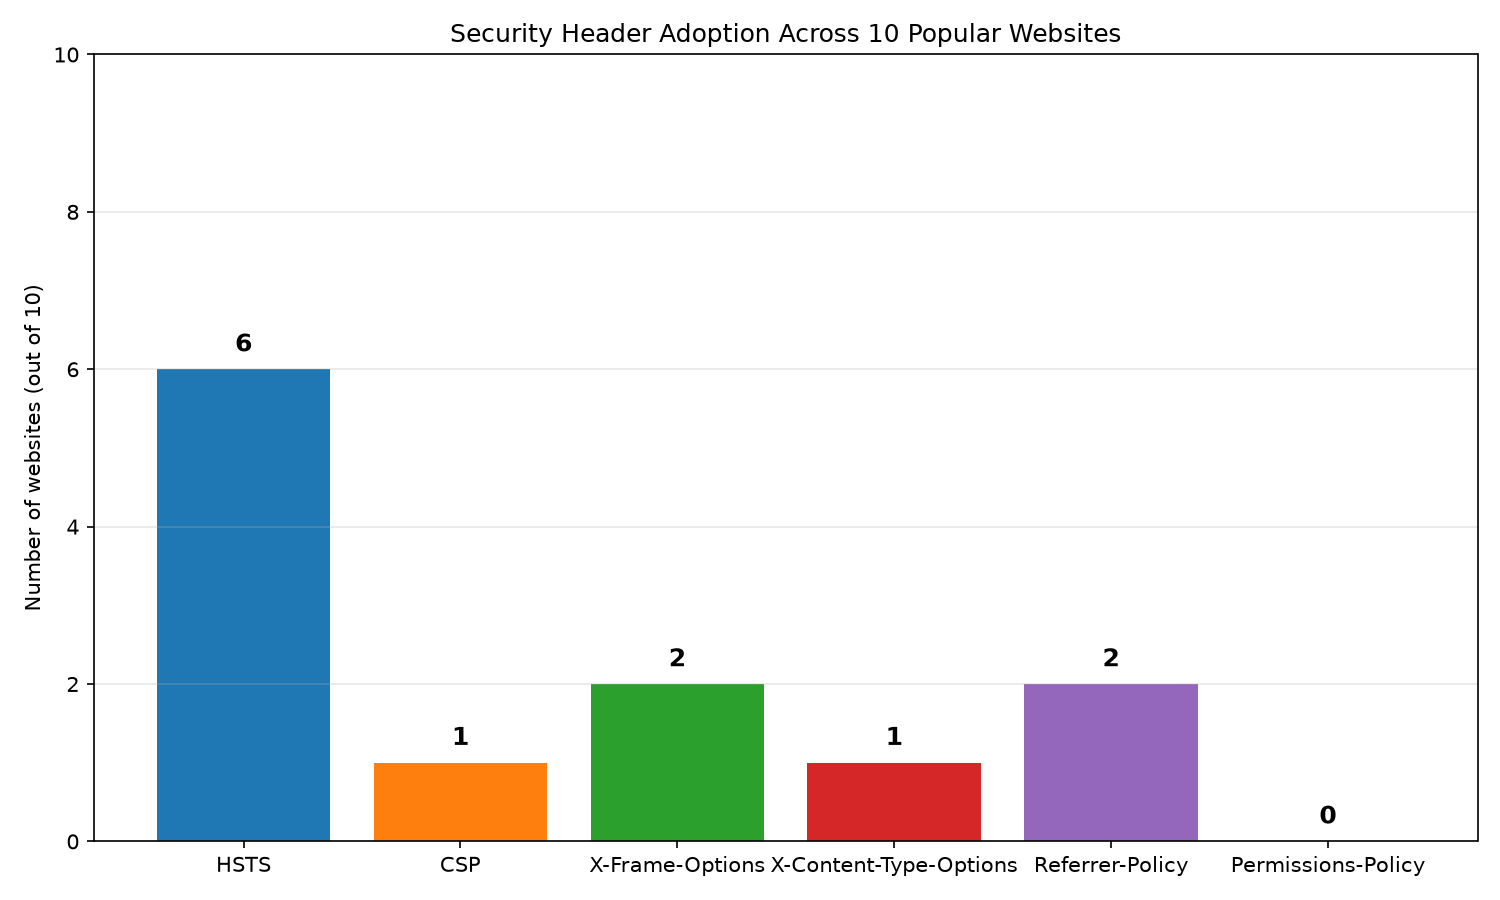 Security Header Adoption Across 10 Popular Websites
Number of websites (out of 10)
10
8
6
4
2
0
6
1
2
1
2
0
HSTS
CSP
X-Frame-Options
X-Content-Type-Options
Referrer-Policy
Permissions-Policy